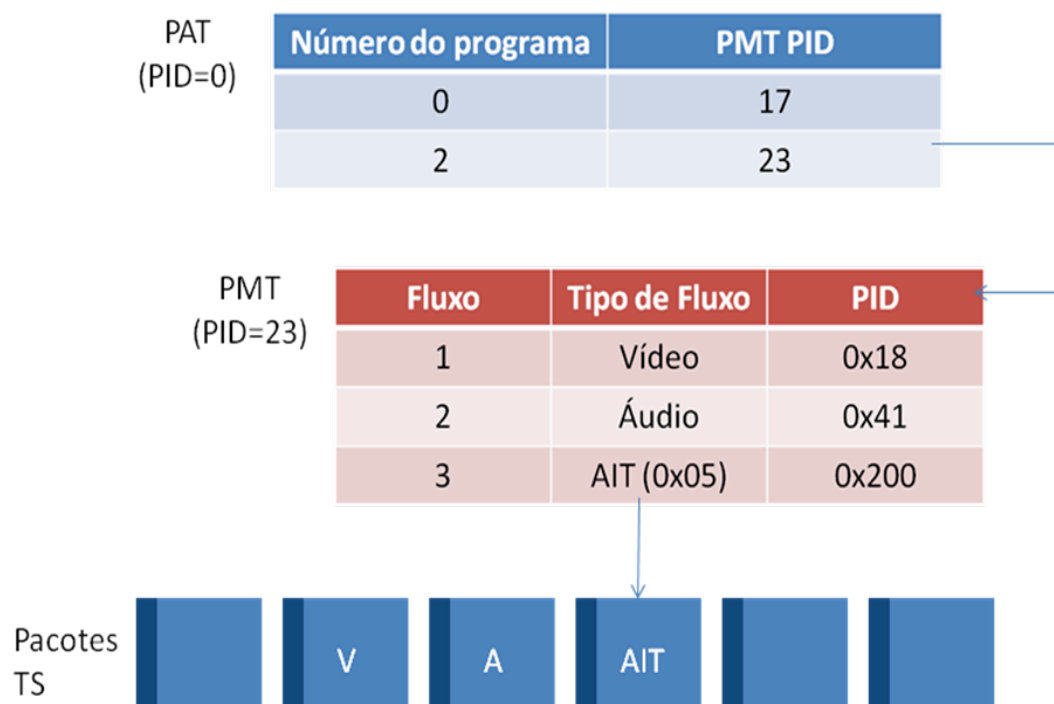 PAT
(PID=0)
Número do programa PMT PID
0 17
2 23
PMT
(PID=23)
Fluxo Tipo de Fluxo PID
1 Vídeo 0x18
2 Áudio 0x41
3 AIT (0x05) 0x200
Pacotes
TS
V A AIT